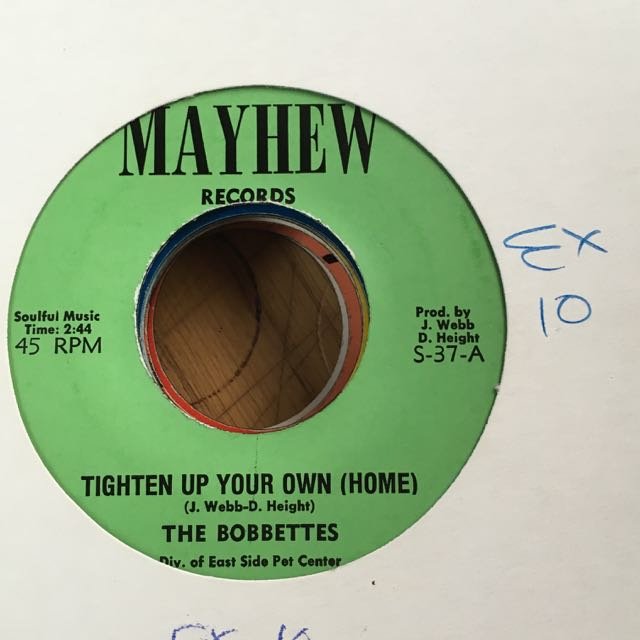 MAYHEW
RECORDS
Soulful Music
Time: 2:44
45 RPM
Prod. by
J. Webb
D. Height
S-37-A
EX
10
TIGHTEN UP YOUR OWN (HOME)
(J. Webb-D. Height)
THE BOBBETTES
Div. of East Side Pet Center